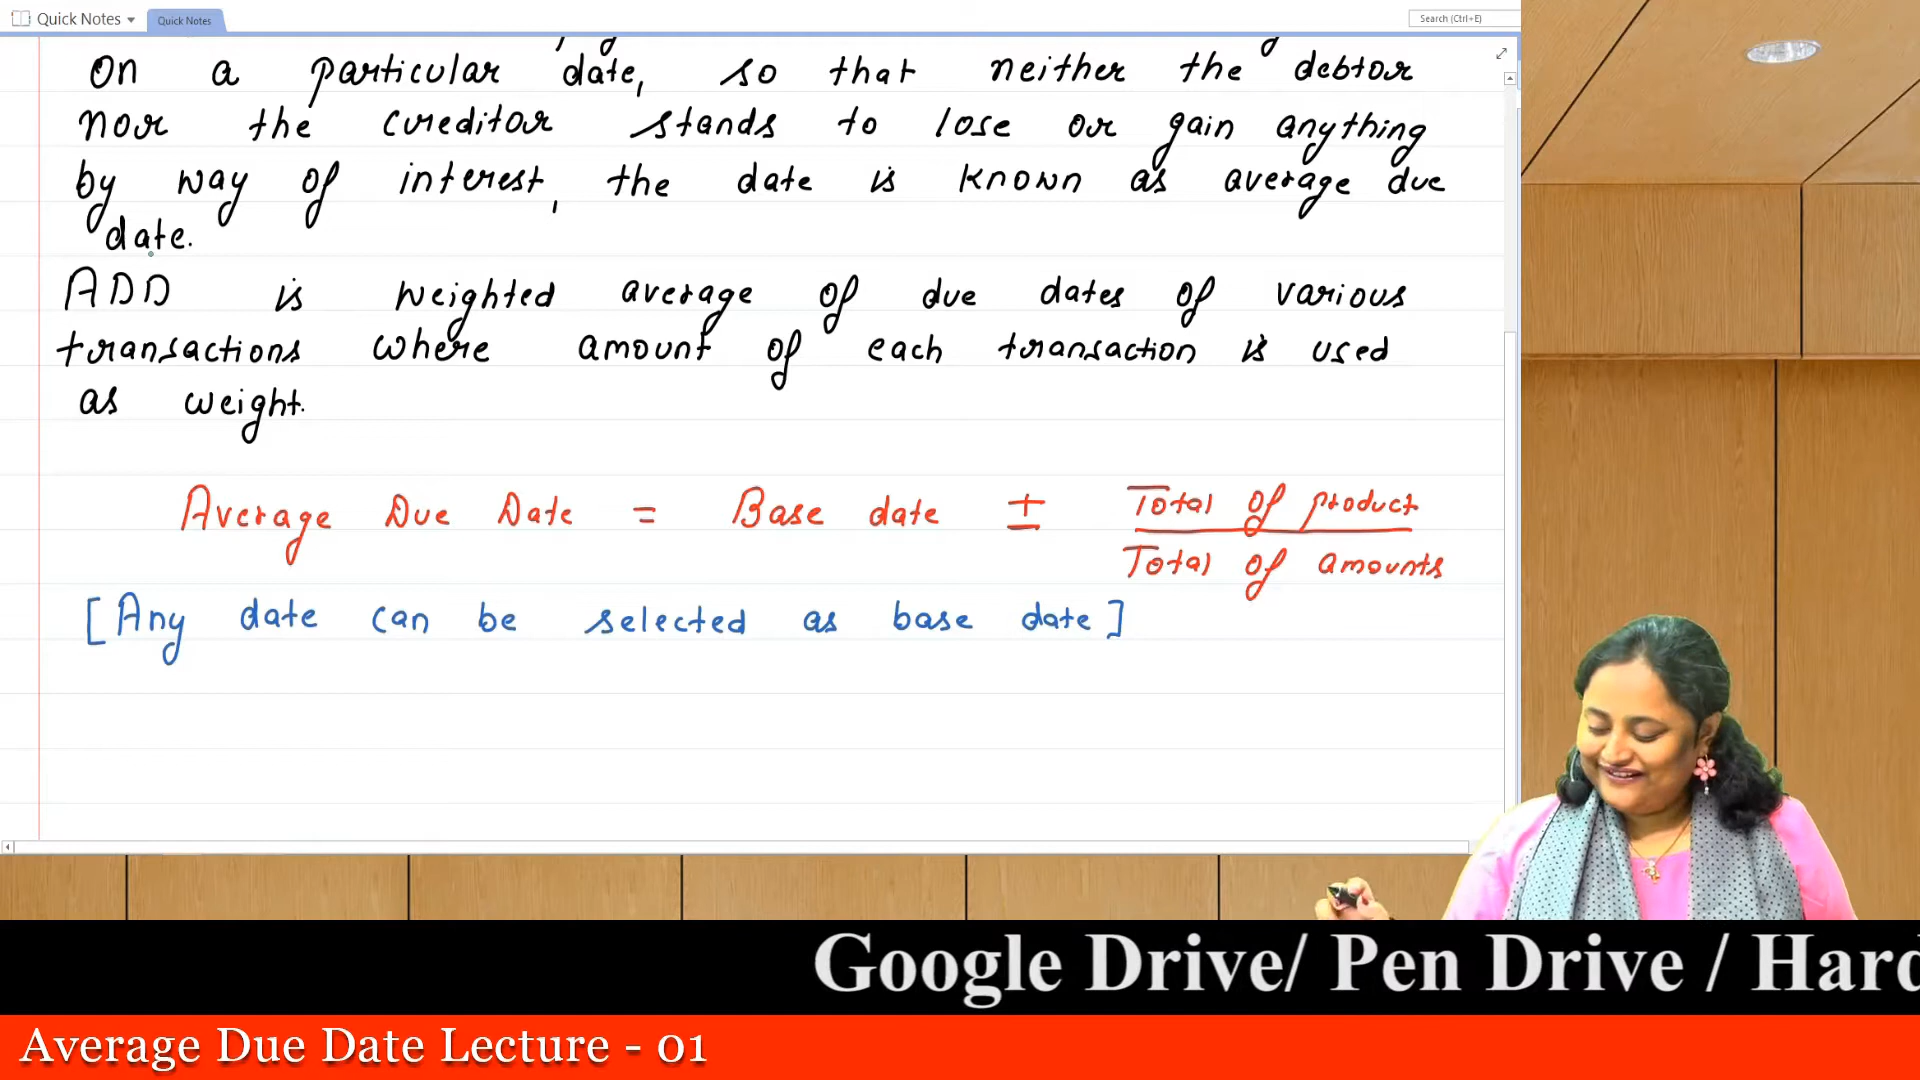 Quick Notes
Quick Notes
Search (Ctrl+E)
On a particular date, so that neither the debtor
nor the creditor stands to lose or gain anything
by way of interest, the date is known as average due
date.
ADD is weighted average of due dates of various
transactions where amount of each transaction is used
as weight.
Average Due Date = Base date ± Total of product
Total of amounts
[Any date can be selected as base date]
Google Drive/ Pen Drive / Hard
Average Due Date Lecture - 01